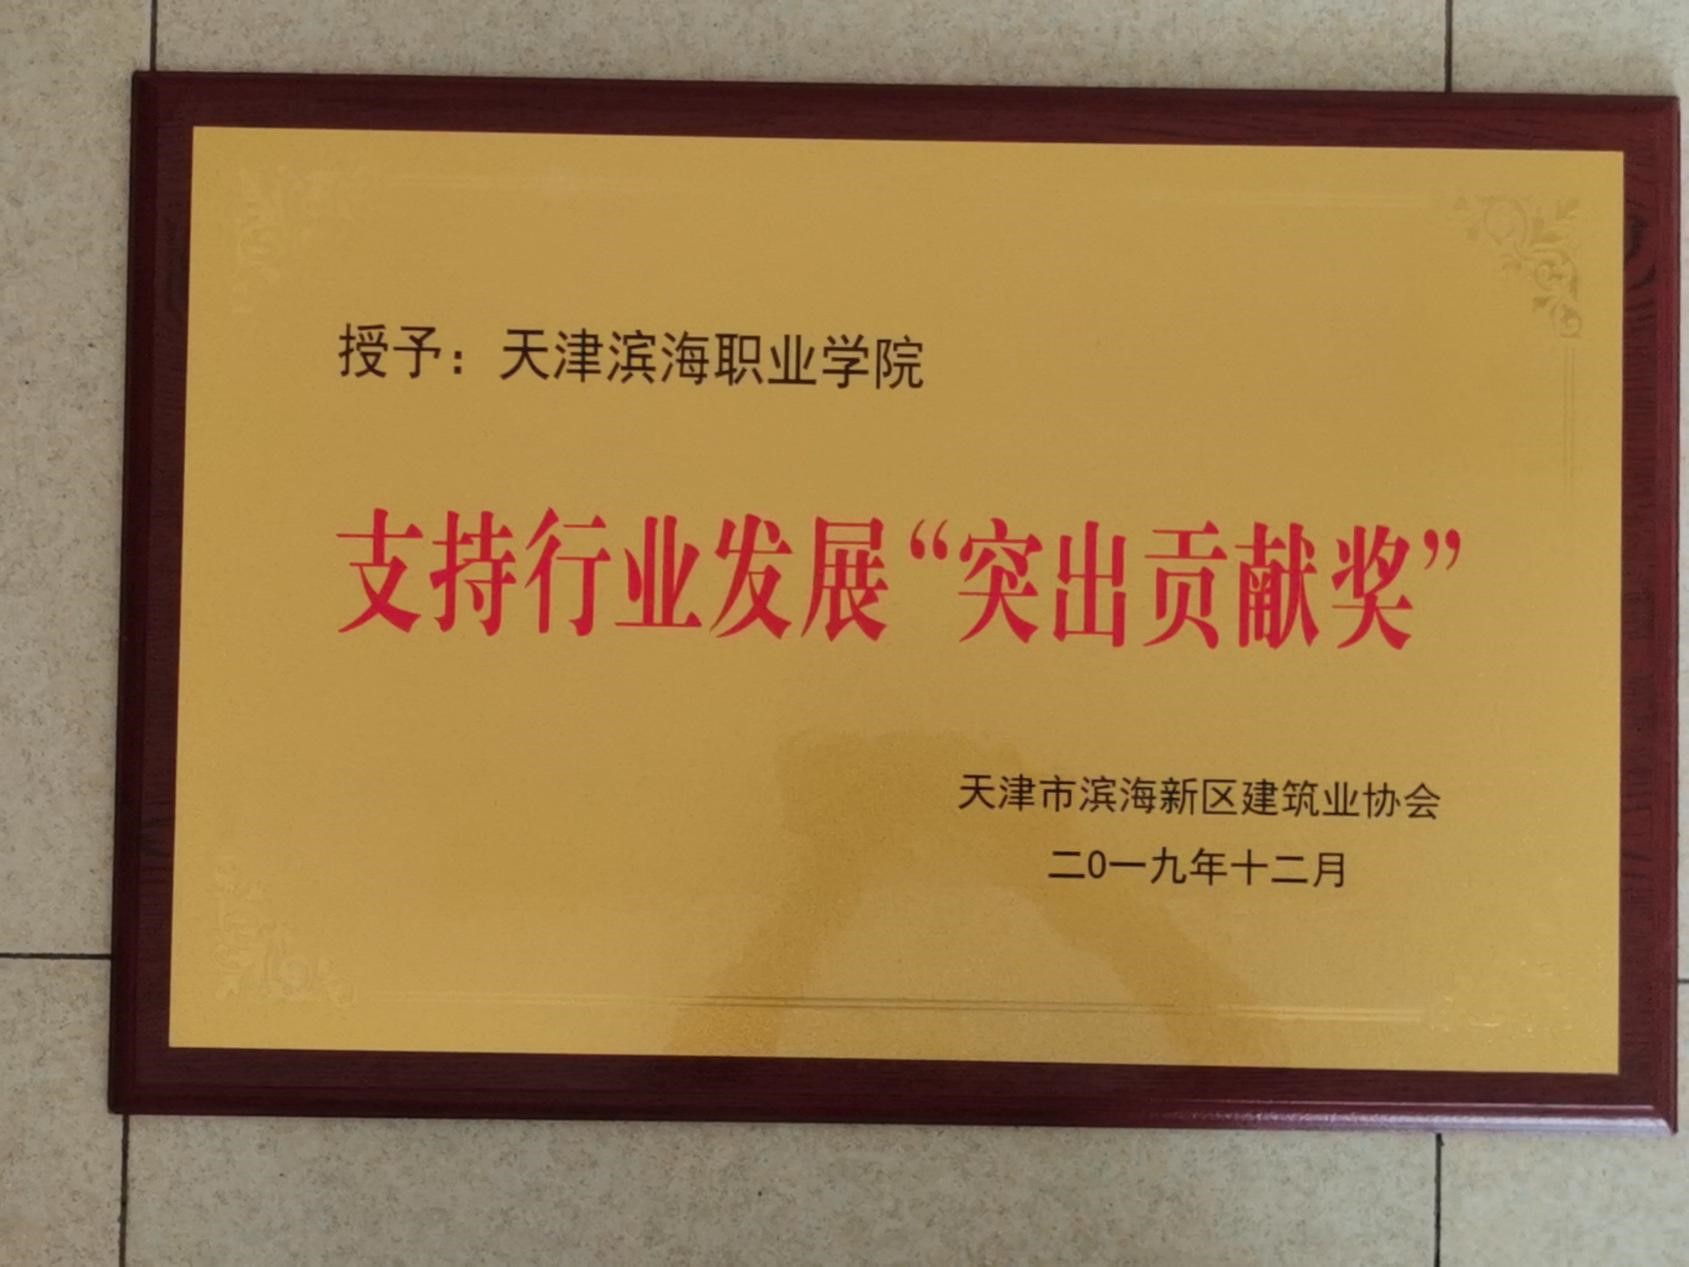 授予：天津滨海职业学院
支持行业发展“突出贡献奖”
天津市滨海新区建筑业协会
二0一九年十二月